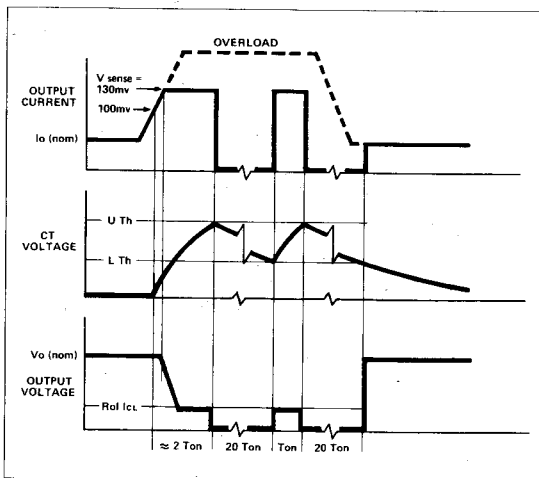 OVERLOAD
V sense =
130mv
OUTPUT
CURRENT
100mv
Io (nom)
U Th
CT
VOLTAGE
L Th
Vo (nom)
OUTPUT
VOLTAGE
Rol ICL
≈ 2 Ton
20 Ton
Ton
20 Ton